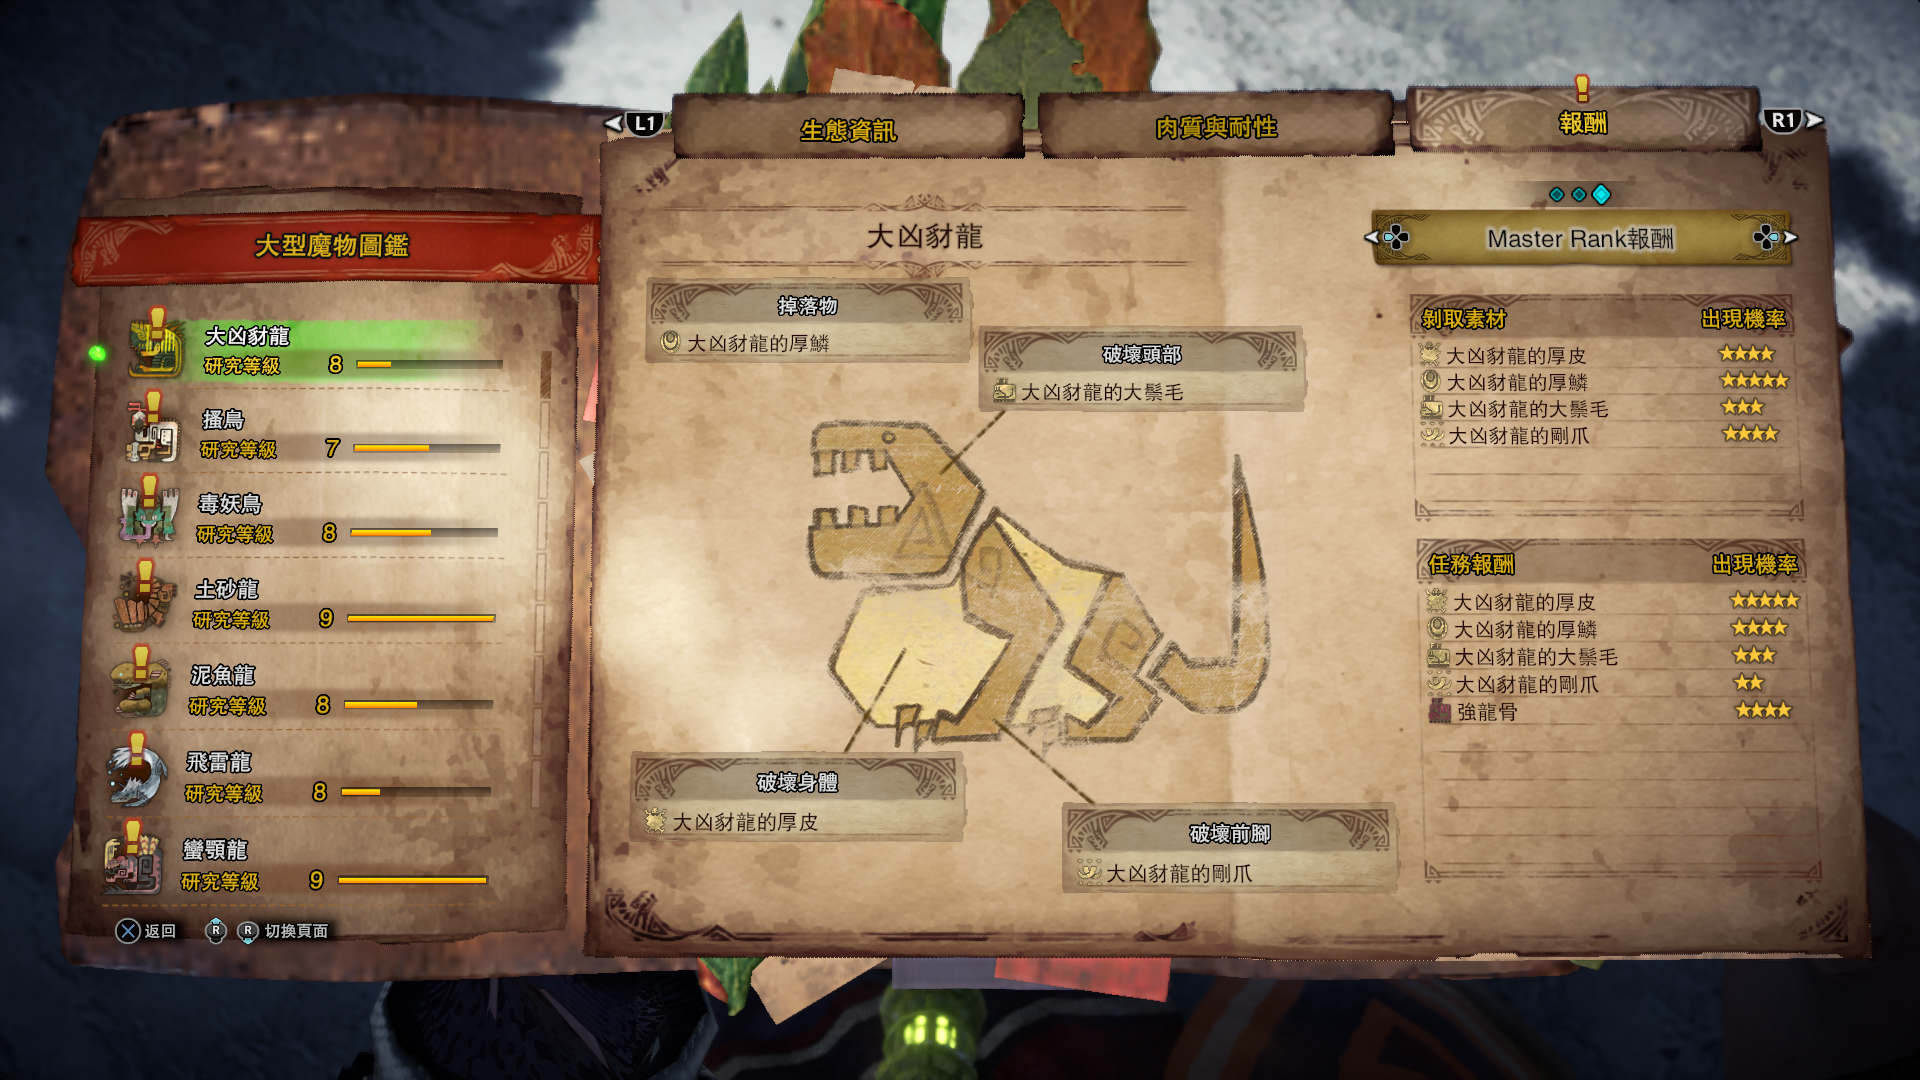 L1
生態資訊
肉質與耐性
報酬
R1
大型魔物圖鑑
大凶豺龍
研究等級 8
搔鳥
研究等級 7
毒妖鳥
研究等級 8
土砂龍
研究等級 9
泥魚龍
研究等級 8
飛雷龍
研究等級 8
蠻顎龍
研究等級 9
返回
R R 切換頁面
大凶豺龍
掉落物
大凶豺龍的厚鱗
破壞頭部
大凶豺龍的大鬃毛
破壞身體
大凶豺龍的厚皮
破壞前腳
大凶豺龍的剛爪
Master Rank報酬
剝取素材 出現機率
大凶豺龍的厚皮 ★★★★
大凶豺龍的厚鱗 ★★★★★
大凶豺龍的大鬃毛 ★★★
大凶豺龍的剛爪 ★★★★
任務報酬 出現機率
大凶豺龍的厚皮 ★★★★★
大凶豺龍的厚鱗 ★★★★
大凶豺龍的大鬃毛 ★★★
大凶豺龍的剛爪 ★★
強龍骨 ★★★★